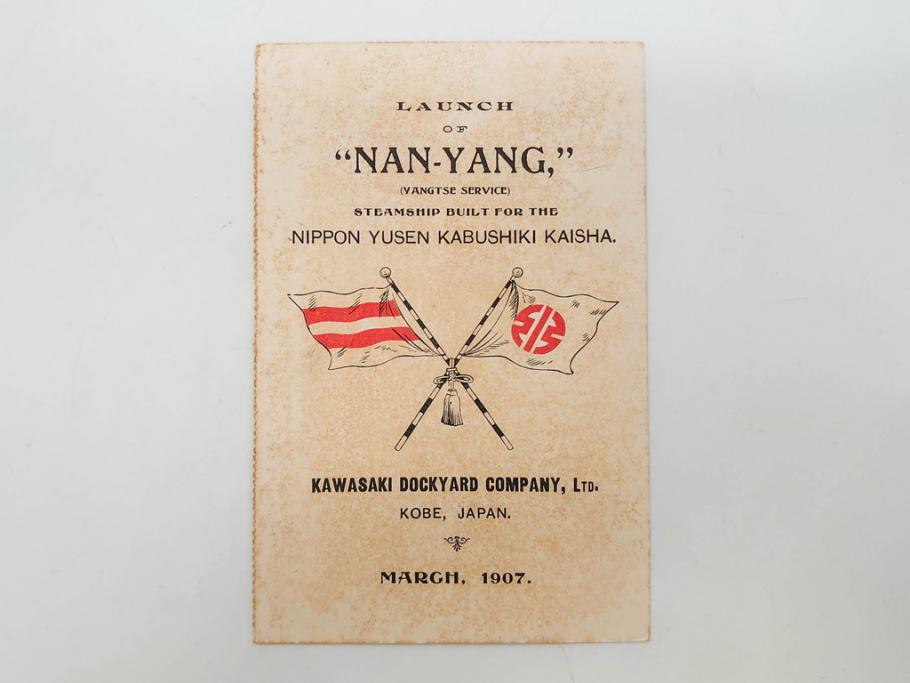 LAUNCH
OF
“NAN-YANG,”
(YANGTSE SERVICE)
STEAMSHIP BUILT FOR THE
NIPPON YUSEN KABUSHIKI KAISHA.
KAWASAKI DOCKYARD COMPANY, LTD.
KOBE, JAPAN.
MARCH, 1907.